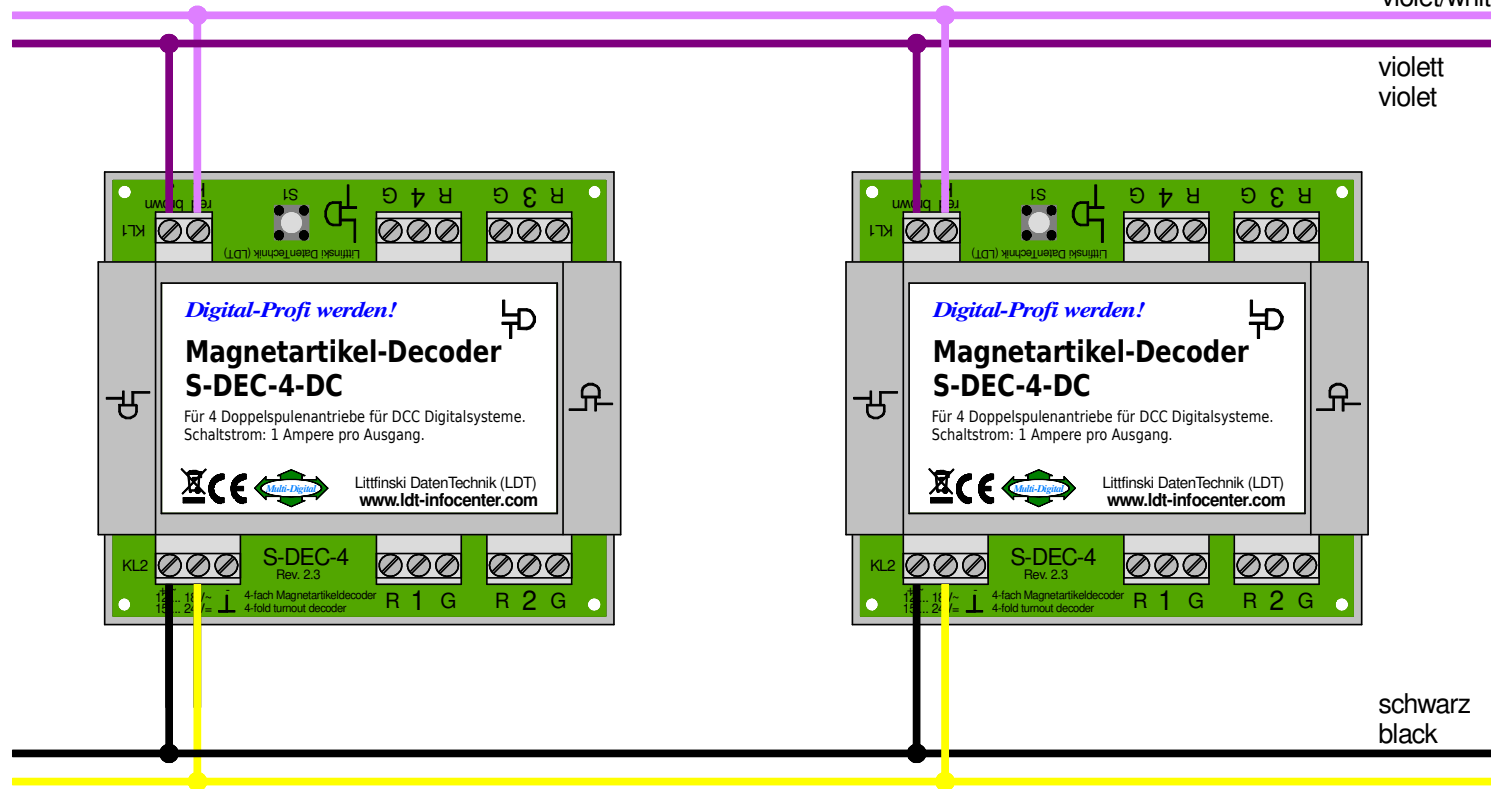 violett
violet
red brown
S1
G 4 R
G 3 R
KL1
Littfinski DatenTechnik (LDT)
Digital-Profi werden!
Magnetartikel-Decoder
S-DEC-4-DC
Für 4 Doppelspulenantriebe für DCC Digitalsysteme.
Schaltstrom: 1 Ampere pro Ausgang.
Multi-Digital
Littfinski DatenTechnik (LDT)
www.ldt-infocenter.com
KL2
S-DEC-4
Rev. 2.3
4-fach Magnetartikeldecoder
4-fold turnout decoder
R 1 G
R 2 G
red brown
S1
G 4 R
G 3 R
KL1
Littfinski DatenTechnik (LDT)
Digital-Profi werden!
Magnetartikel-Decoder
S-DEC-4-DC
Für 4 Doppelspulenantriebe für DCC Digitalsysteme.
Schaltstrom: 1 Ampere pro Ausgang.
Multi-Digital
Littfinski DatenTechnik (LDT)
www.ldt-infocenter.com
KL2
S-DEC-4
Rev. 2.3
4-fach Magnetartikeldecoder
4-fold turnout decoder
R 1 G
R 2 G
schwarz
black